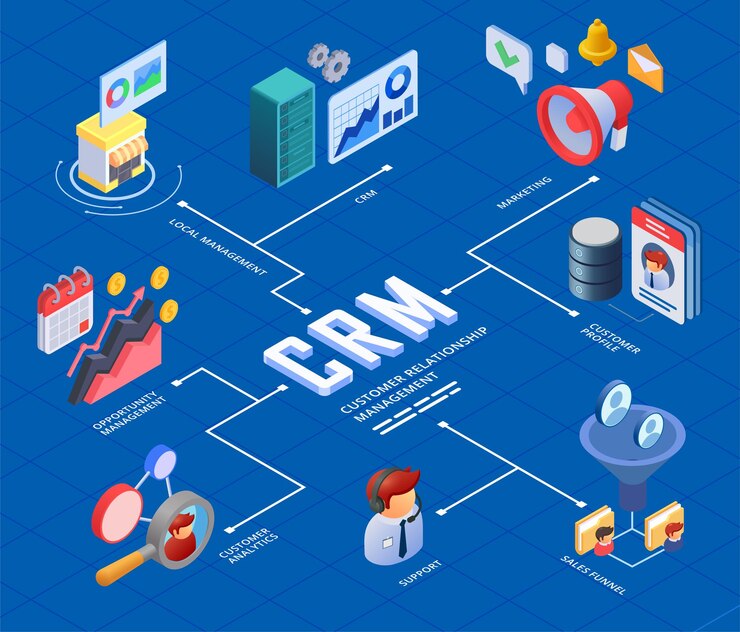 LOCAL MANAGEMENT
CRM
MARKETING
CUSTOMER
PROFILE
CRM
CUSTOMER RELATIONSHIP
MANAGEMENT
OPPORTUNITY
MANAGEMENT
CUSTOMER
ANALYTICS
SUPPORT
SALES FUNNEL